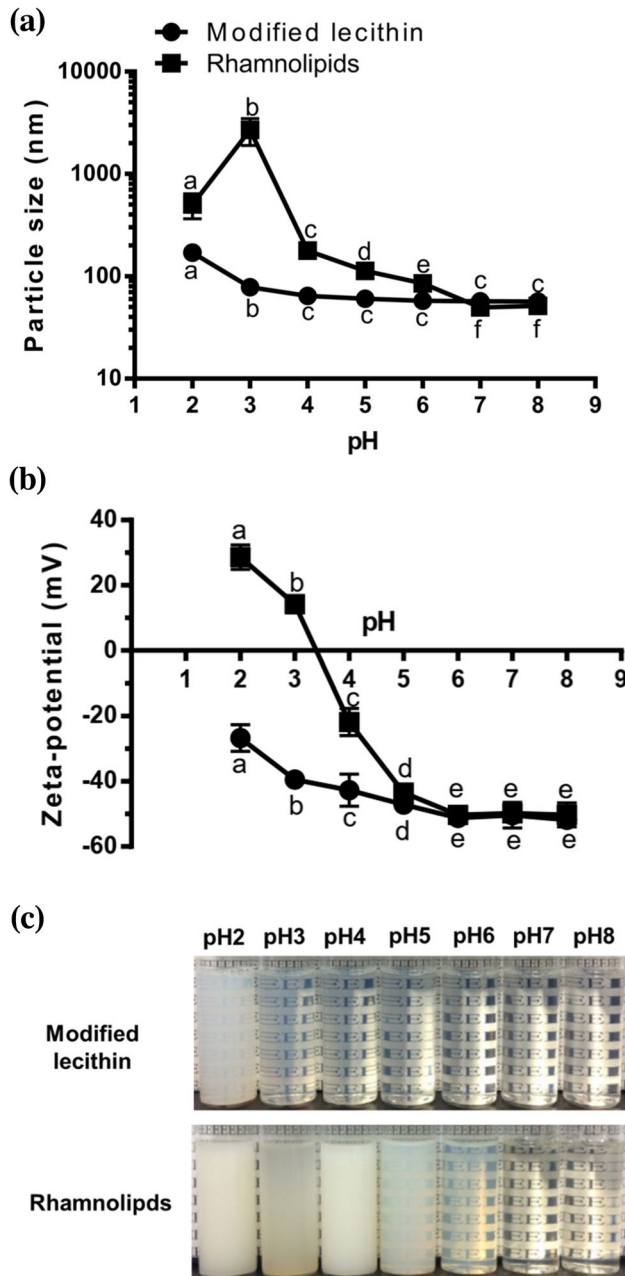 (a)
Modified lecithin
Rhamnolipids
Particle size (nm)
10000
1000
100
10
a
b
c
d
e
c
c
a
b
c
c
c
f
f
1 2 3 4 5 6 7 8 9
pH
(b)
Zeta-potential (mV)
40
20
0
-20
-40
-60
a
b
pH
1 2 3 4 5 6 7 8 9
c
d
e
e
e
a
b
c
d
e
e
e
(c)
pH2 pH3 pH4 pH5 pH6 pH7 pH8
Modified
lecithin
Rhamnolipds